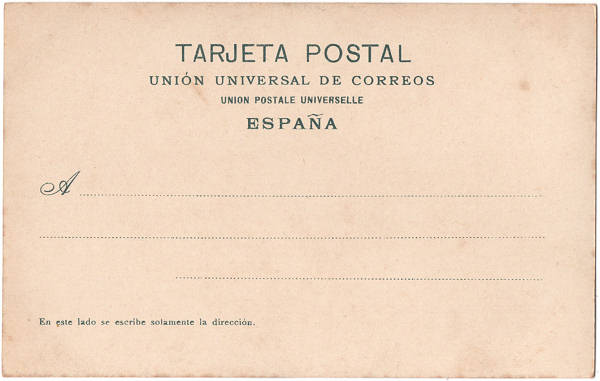 TARJETA POSTAL
UNIÓN UNIVERSAL DE CORREOS
UNION POSTALE UNIVERSELLE
ESPAÑA
A
En este lado se escribe solamente la dirección.